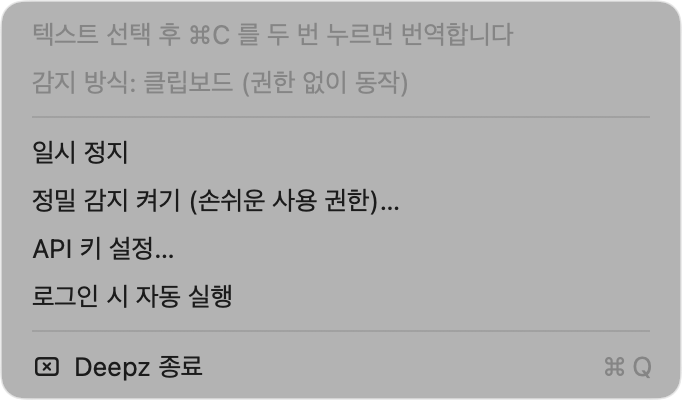 텍스트 선택 후 ⌘C 를 두 번 누르면 번역합니다
감지 방식: 클립보드 (권한 없이 동작)
일시 정지
정밀 감지 켜기 (손쉬운 사용 권한)...
API 키 설정...
로그인 시 자동 실행
Deepz 종료 ⌘ Q